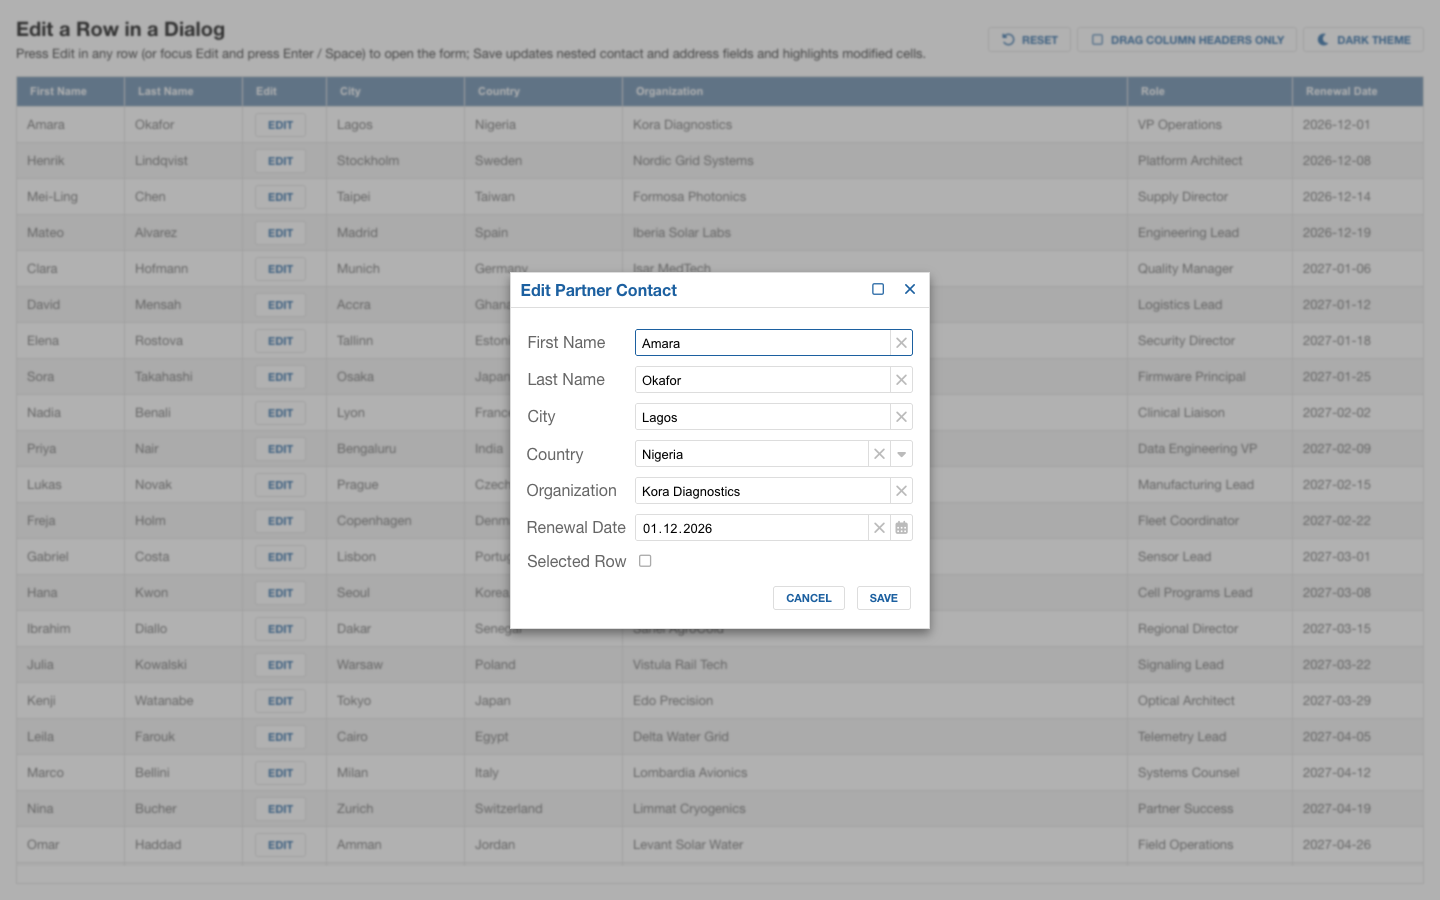 Edit a Row in a Dialog
Press Edit in any row (or focus Edit and press Enter / Space) to open the form; Save updates nested contact and address fields and highlights modified cells.
RESET
DRAG COLUMN HEADERS ONLY
DARK THEME
First Name Last Name Edit City Country Organization Role Renewal Date
Amara Okafor EDIT Lagos Nigeria Kora Diagnostics VP Operations 2026-12-01
Henrik Lindqvist EDIT Stockholm Sweden Nordic Grid Systems Platform Architect 2026-12-08
Mei-Ling Chen EDIT Taipei Taiwan Formosa Photonics Supply Director 2026-12-14
Mateo Alvarez EDIT Madrid Spain Iberia Solar Labs Engineering Lead 2026-12-19
Clara Hofmann EDIT Munich Germany Isar MedTech Quality Manager 2027-01-06
David Mensah EDIT Accra Logistics Lead 2027-01-12
Elena Rostova EDIT Tallinn Security Director 2027-01-18
Sora Takahashi EDIT Osaka Japan Firmware Principal 2027-01-25
Nadia Benali EDIT Lyon Clinical Liaison 2027-02-02
Priya Nair EDIT Bengaluru India Data Engineering VP 2027-02-09
Lukas Novak EDIT Prague Manufacturing Lead 2027-02-15
Freja Holm EDIT Copenhagen Fleet Coordinator 2027-02-22
Gabriel Costa EDIT Lisbon Sensor Lead 2027-03-01
Hana Kwon EDIT Seoul Cell Programs Lead 2027-03-08
Ibrahim Diallo EDIT Dakar Regional Director 2027-03-15
Julia Kowalski EDIT Warsaw Poland Vistula Rail Tech Signaling Lead 2027-03-22
Kenji Watanabe EDIT Tokyo Japan Edo Precision Optical Architect 2027-03-29
Leila Farouk EDIT Cairo Egypt Delta Water Grid Telemetry Lead 2027-04-05
Marco Bellini EDIT Milan Italy Lombardia Avionics Systems Counsel 2027-04-12
Nina Bucher EDIT Zurich Switzerland Limmat Cryogenics Partner Success 2027-04-19
Omar Haddad EDIT Amman Jordan Levant Solar Water Field Operations 2027-04-26
Edit Partner Contact
First Name Amara
Last Name Okafor
City Lagos
Country Nigeria
Organization Kora Diagnostics
Renewal Date 01.12.2026
Selected Row
CANCEL SAVE